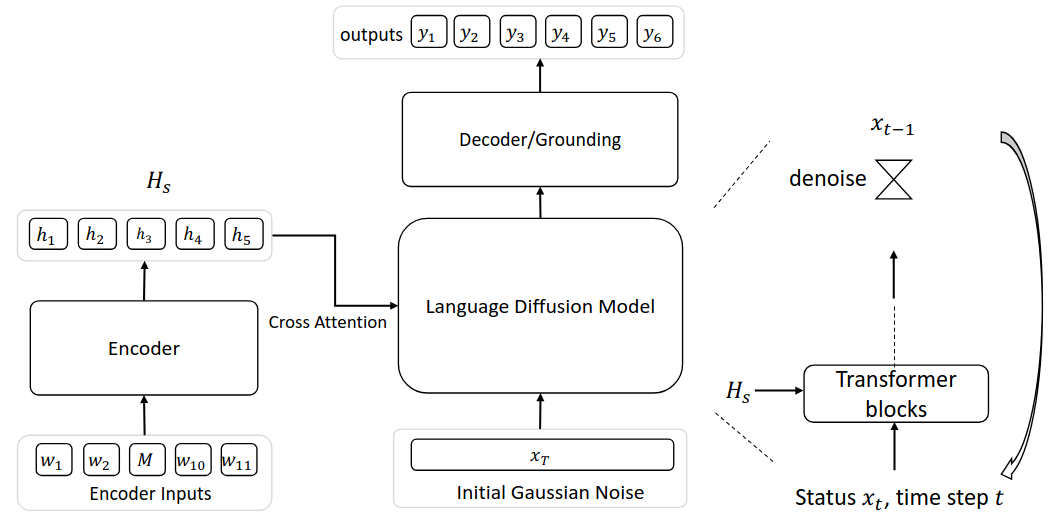 outputs y₁ y₂ y₃ y₄ y₅ y₆
Decoder/Grounding
Hₛ
h₁ h₂ h₃ h₄ h₅
Cross Attention
Encoder
w₁ w₂ M w₁₀ w₁₁
Encoder Inputs
Language Diffusion Model
x_T
Initial Gaussian Noise
xₜ₋₁
denoise
Hₛ
Transformer
blocks
Status xₜ, time step t